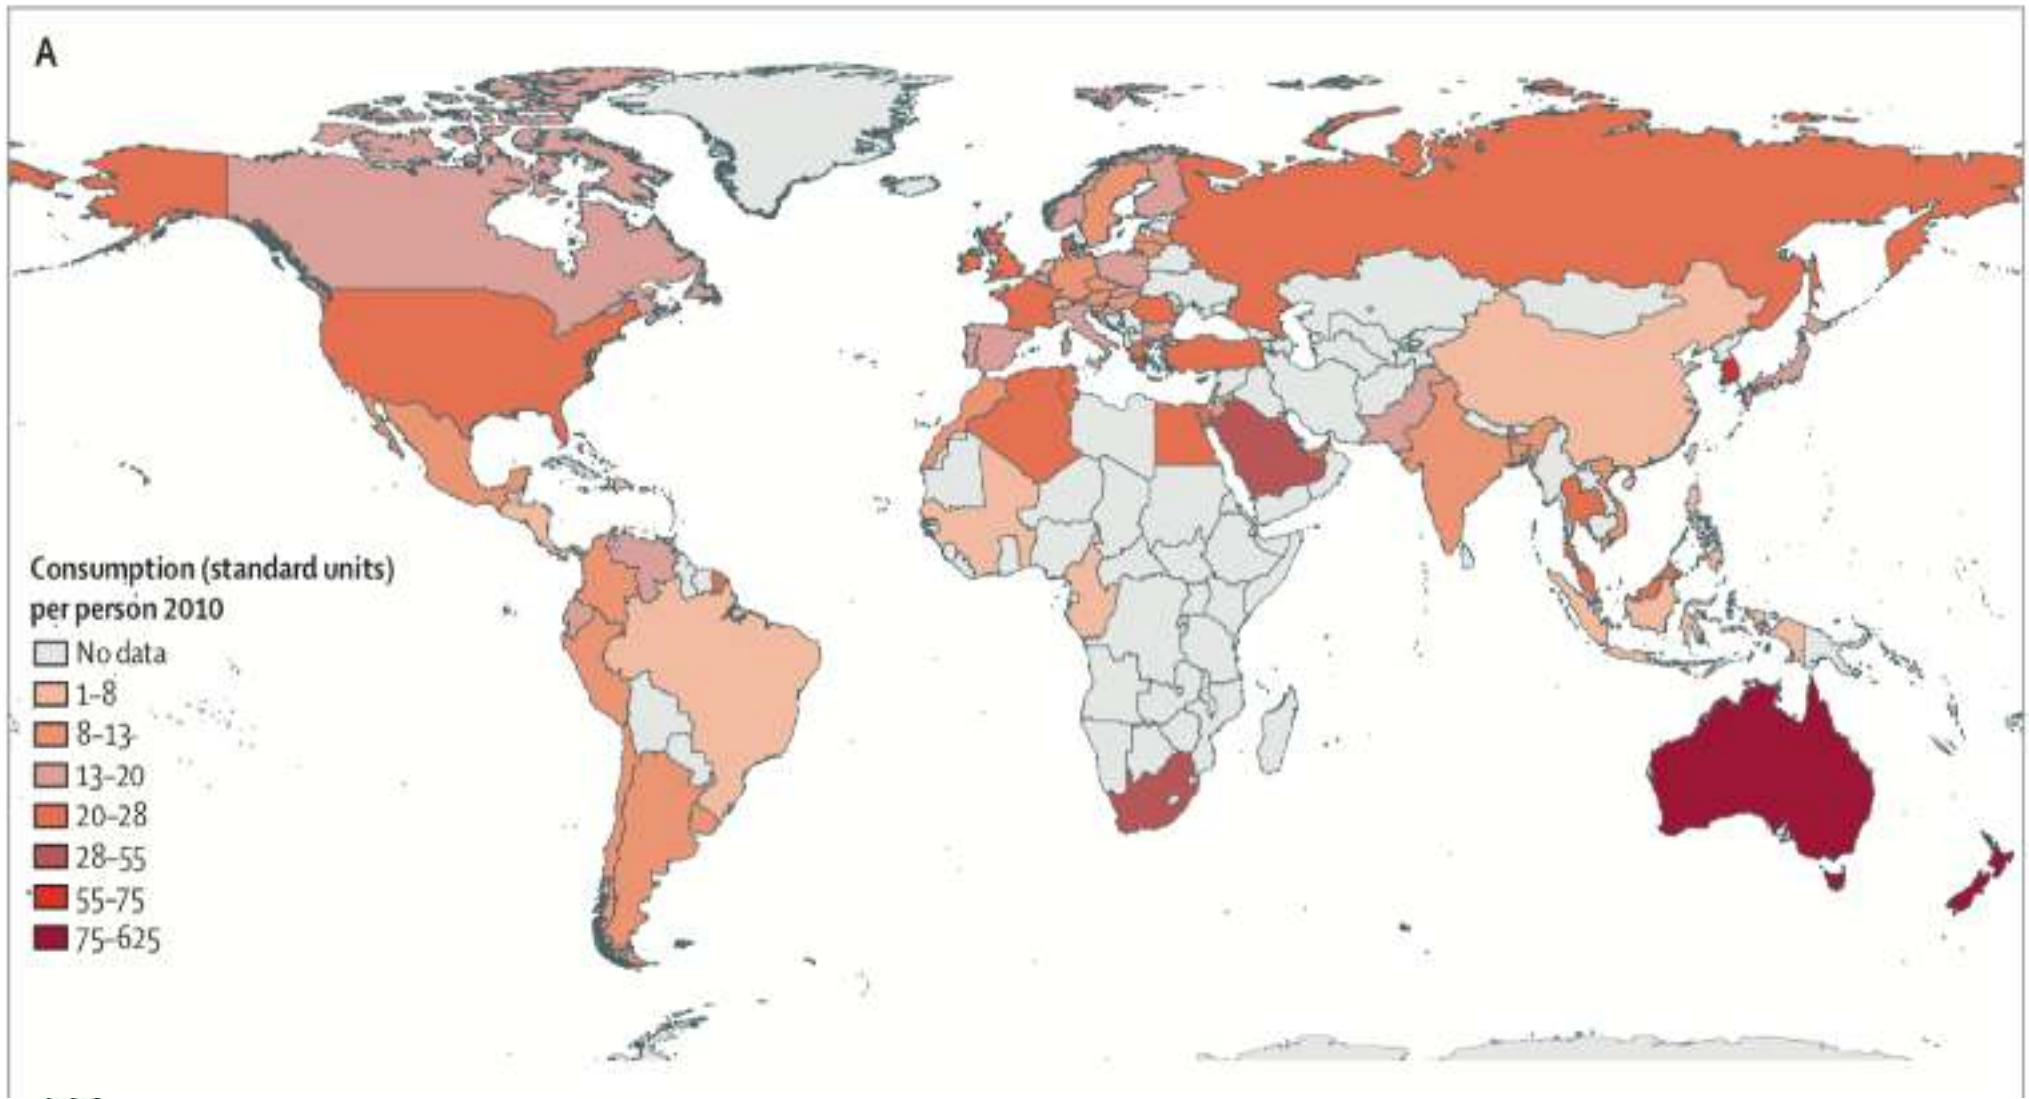 A
Consumption (standard units)
per person 2010
No data
1–8
8–13
13–20
20–28
28–55
55–75
75–625